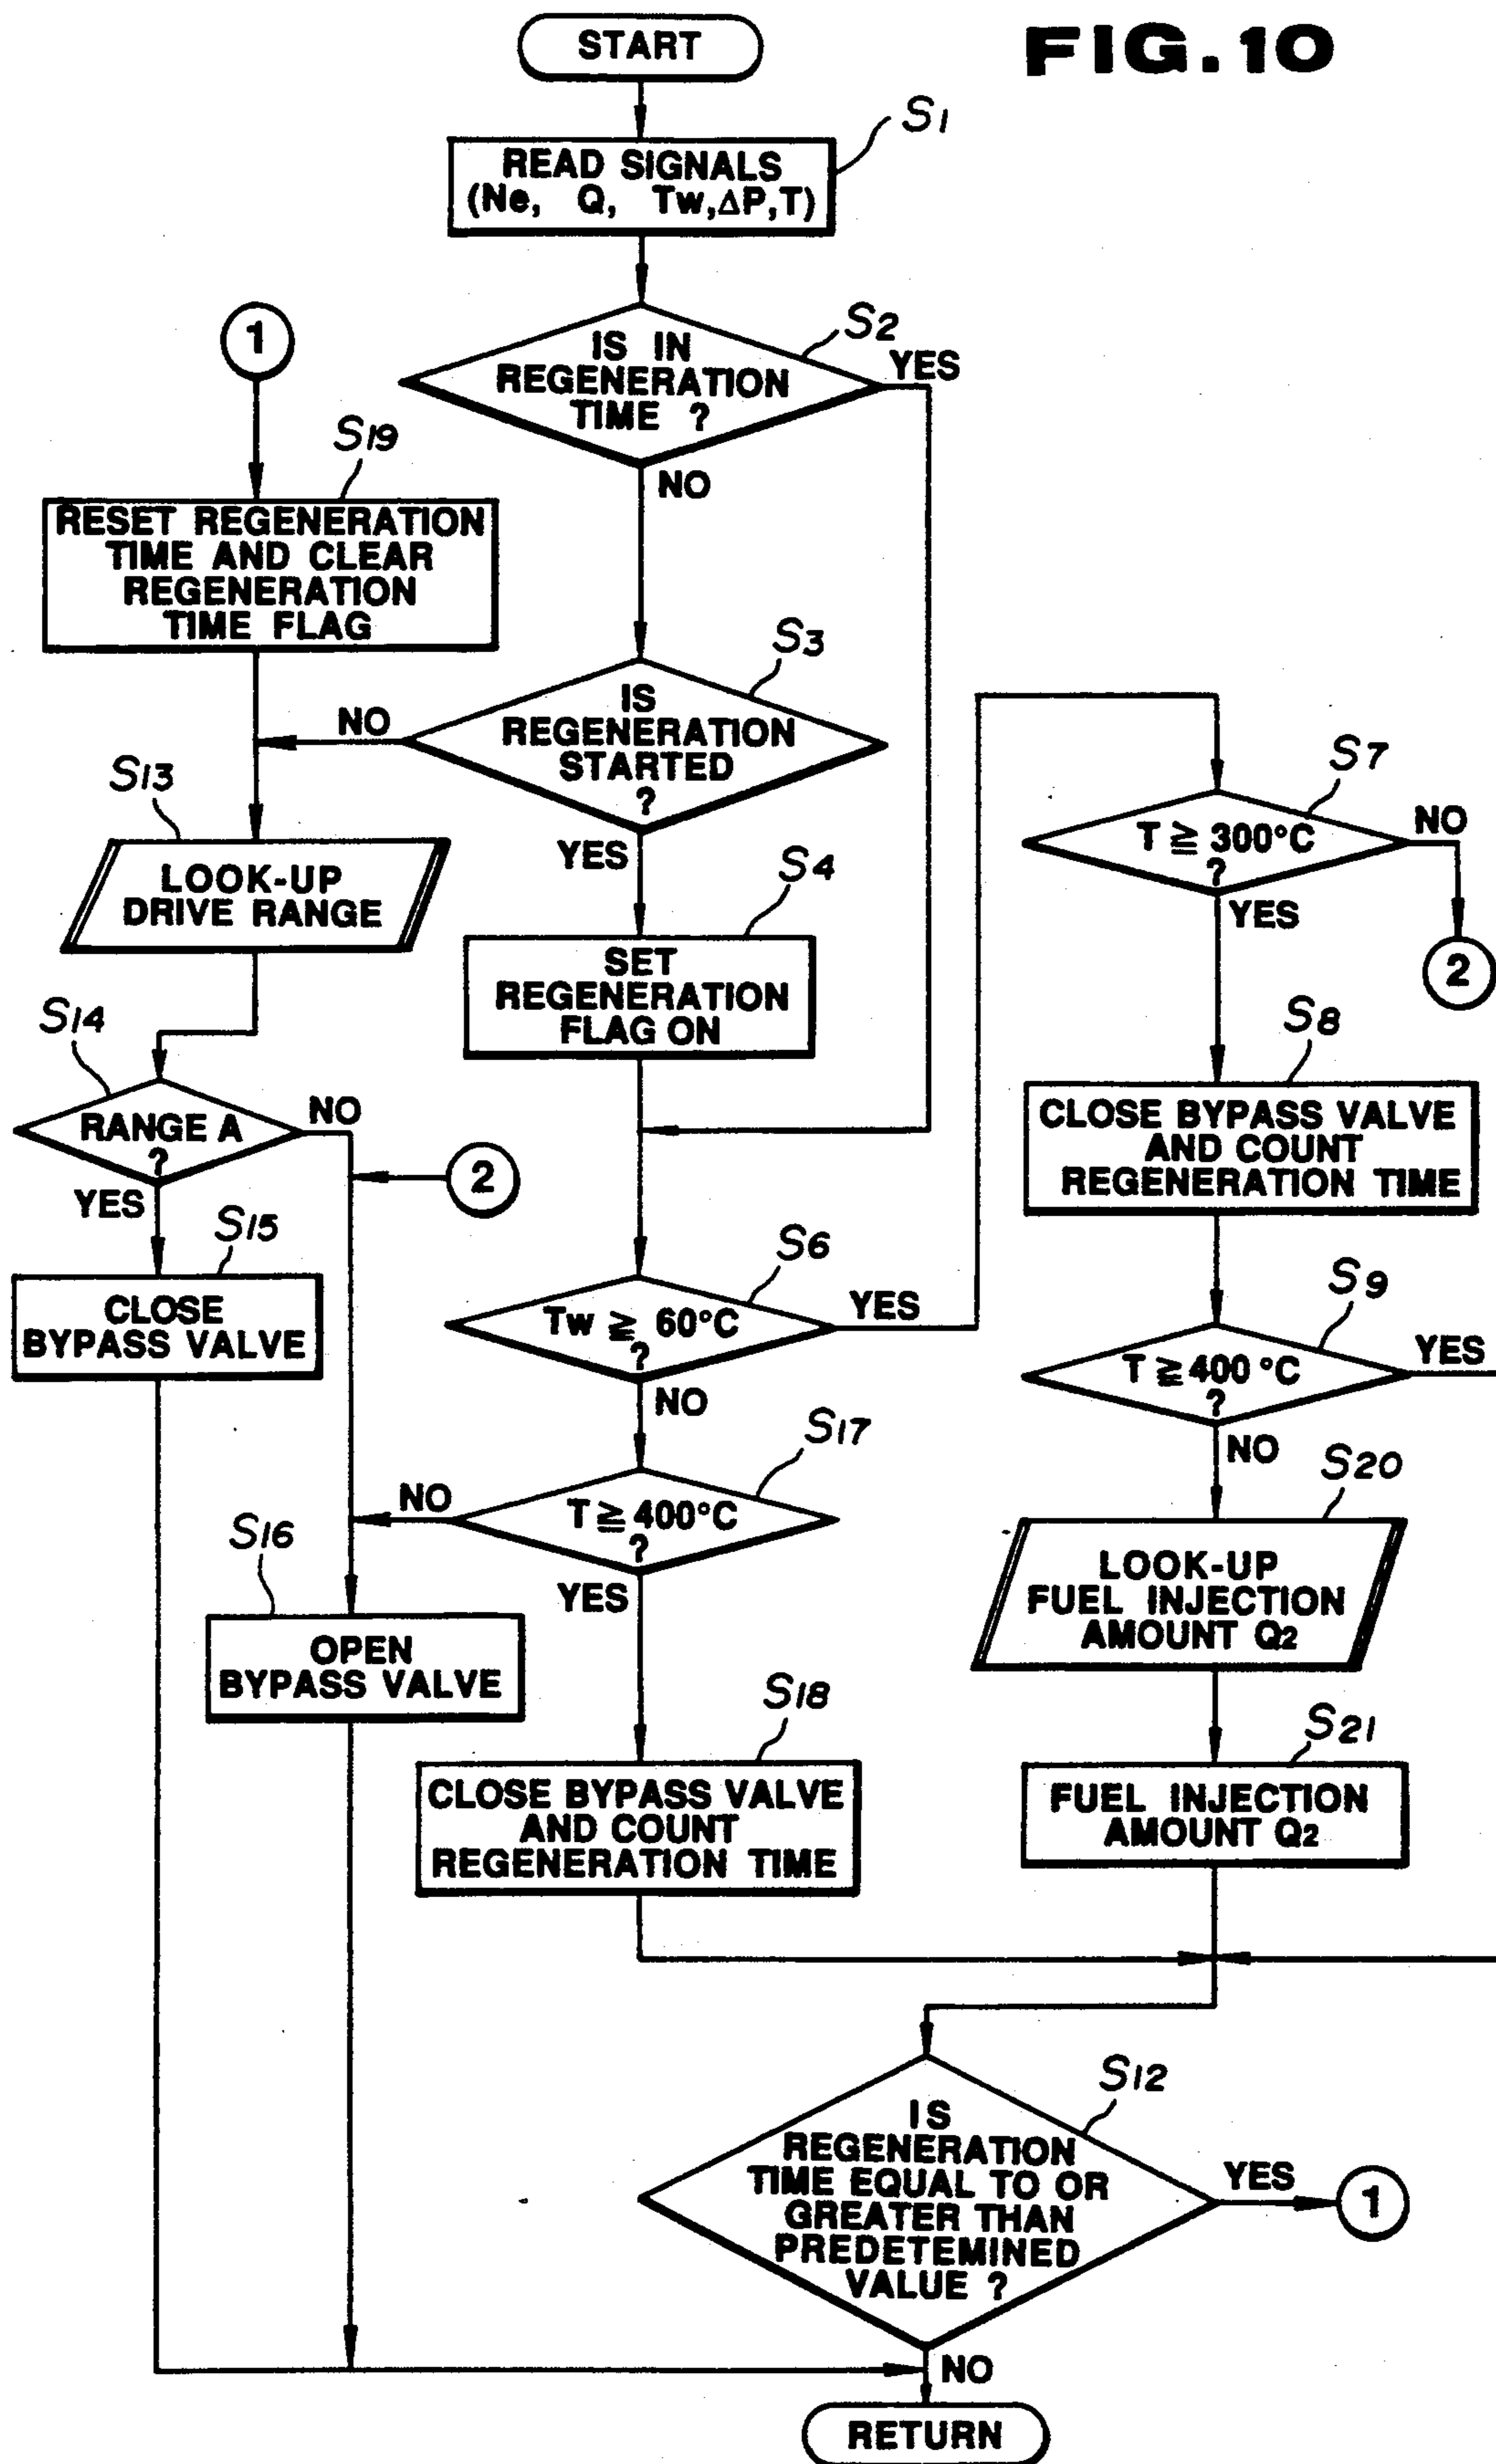 FIG.10
START
S1
READ SIGNALS
(Ne, Q, Tw,ΔP,T)
1
S2
IS IN
REGENERATION
TIME ?
YES
NO
S19
RESET REGENERATION
TIME AND CLEAR
REGENERATION
TIME FLAG
S3
IS
REGENERATION
STARTED
?
NO
YES
S13
LOOK-UP
DRIVE RANGE
S4
SET
REGENERATION
FLAG ON
S7
T ≧ 300°C
?
NO
YES
2
S14
RANGE A
?
NO
YES
2
S8
CLOSE BYPASS VALVE
AND COUNT
REGENERATION TIME
S15
CLOSE
BYPASS VALVE
S6
Tw ≧ 60°C
?
YES
NO
S9
T ≧ 400 °C
?
YES
NO
S17
T ≧ 400°C
?
NO
YES
S16
OPEN
BYPASS VALVE
S20
LOOK-UP
FUEL INJECTION
AMOUNT Q2
S18
CLOSE BYPASS VALVE
AND COUNT
REGENERATION TIME
S21
FUEL INJECTION
AMOUNT Q2
S12
IS
REGENERATION
TIME EQUAL TO OR
GREATER THAN
PREDETEMINED
VALUE ?
YES
1
NO
RETURN